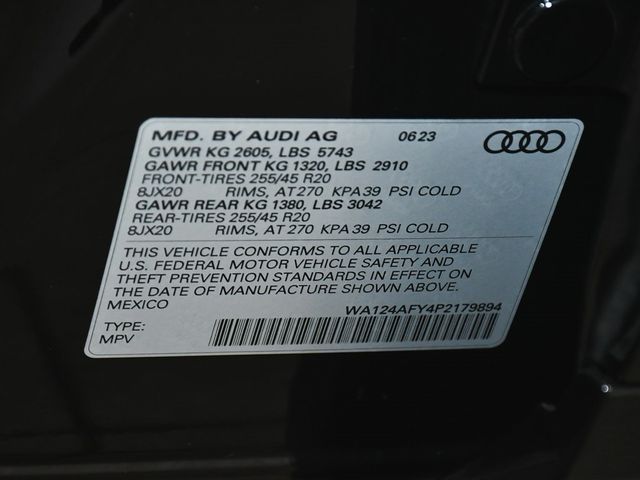 MFD. BY AUDI AG 06 23
GVWR KG 2605, LBS 5743
GAWR FRONT KG 1320, LBS 2910
FRONT-TIRES 255/45 R20
8JX20 RIMS, AT 270 KPA 39 PSI COLD
GAWR REAR KG 1380, LBS 3042
REAR-TIRES 255/45 R20
8JX20 RIMS, AT 270 KPA 39 PSI COLD
THIS VEHICLE CONFORMS TO ALL APPLICABLE
U.S. FEDERAL MOTOR VEHICLE SAFETY AND
THEFT PREVENTION STANDARDS IN EFFECT ON
THE DATE OF MANUFACTURE SHOWN ABOVE.
MEXICO
WA124AFY4P2179894
TYPE:
MPV